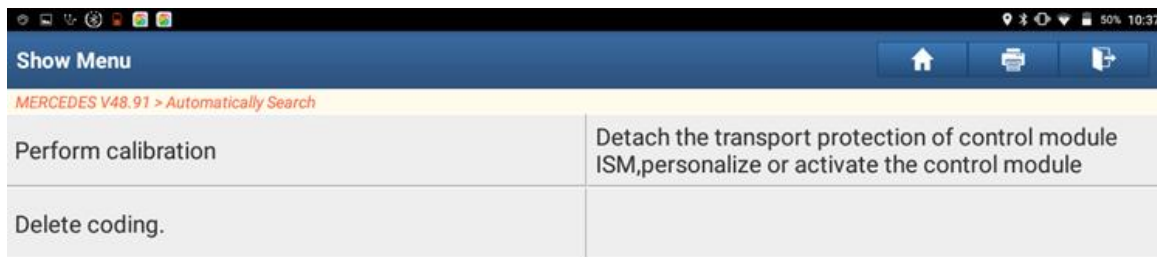 50% 10:37
Show Menu
MERCEDES V48.91 > Automatically Search
Perform calibration
Detach the transport protection of control module
ISM,personalize or activate the control module
Delete coding.